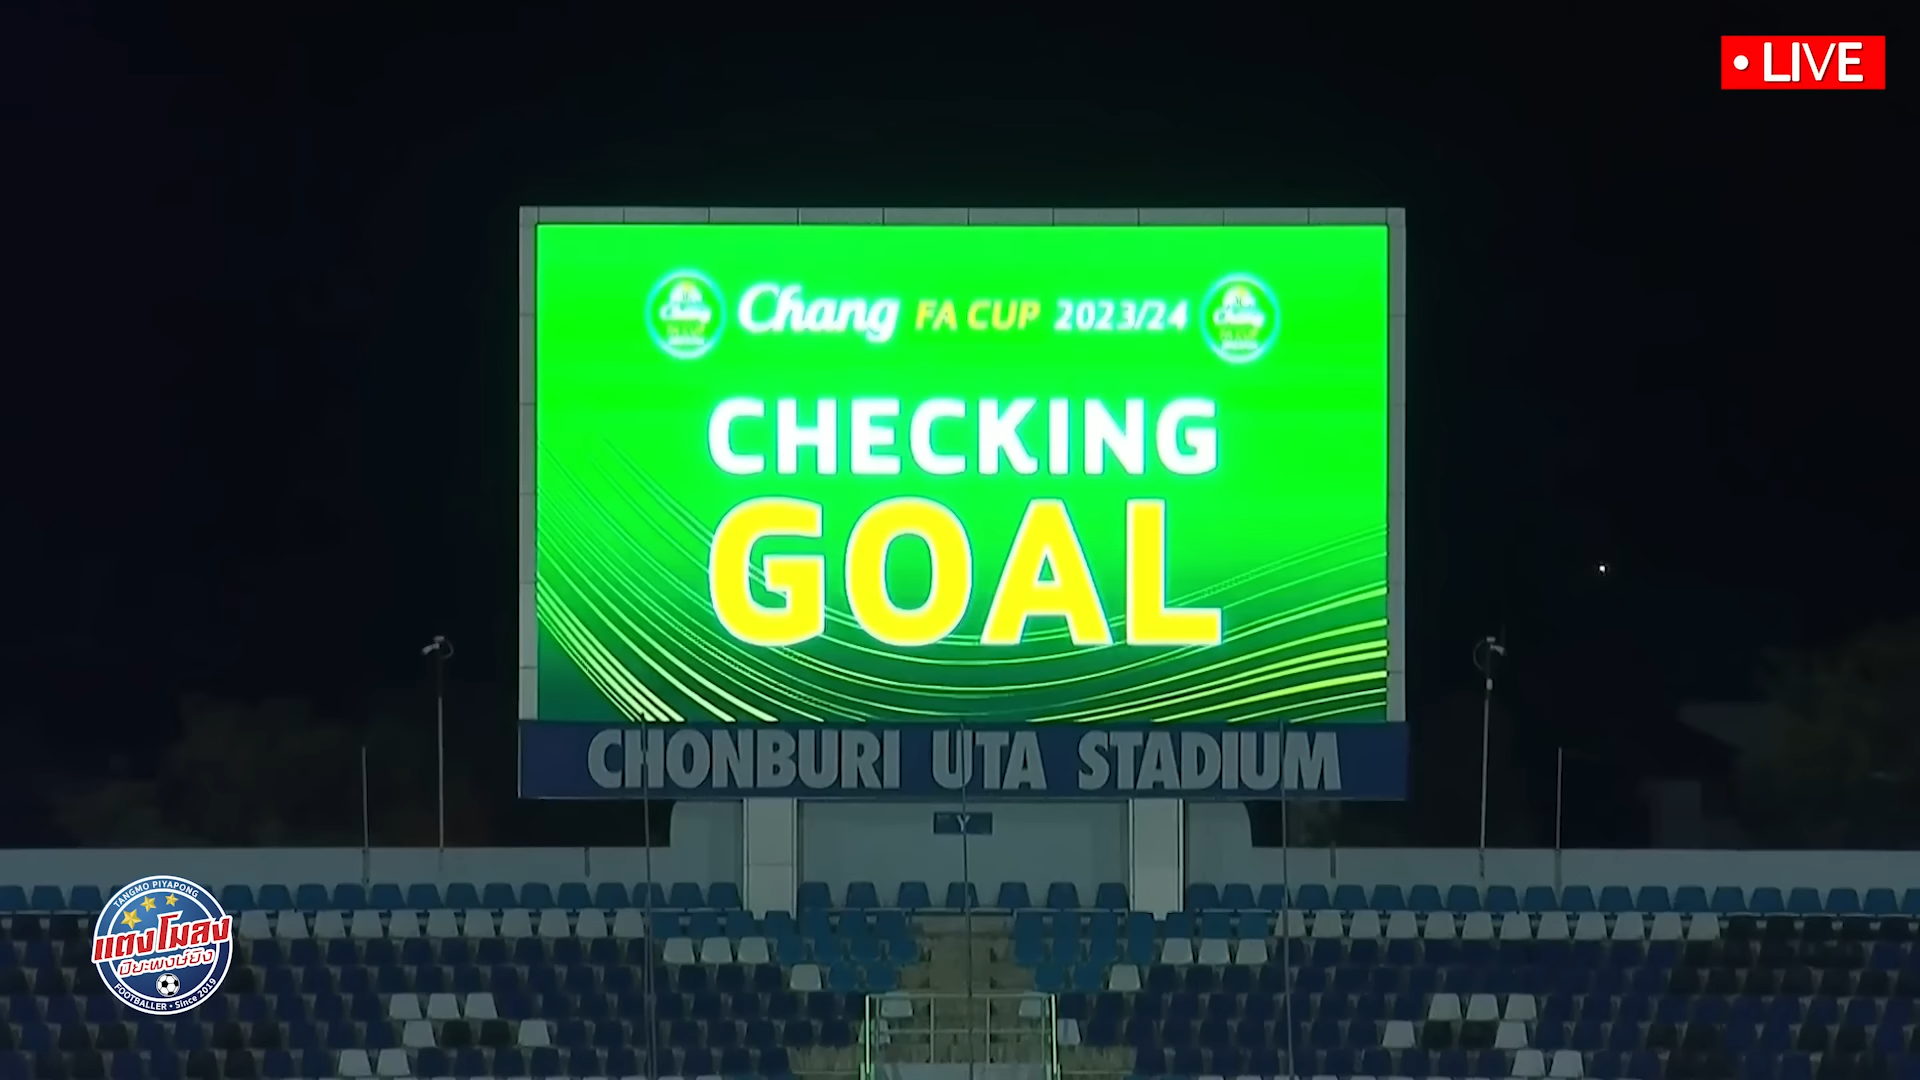 • LIVE
Chang FA CUP 2023/24
CHECKING
GOAL
CHONBURI UTA STADIUM
Y
TANGMO PIYAPONG
แตงโมลง
ปิยะพงษ์ยิง
FOOTBALLER • Since 2019